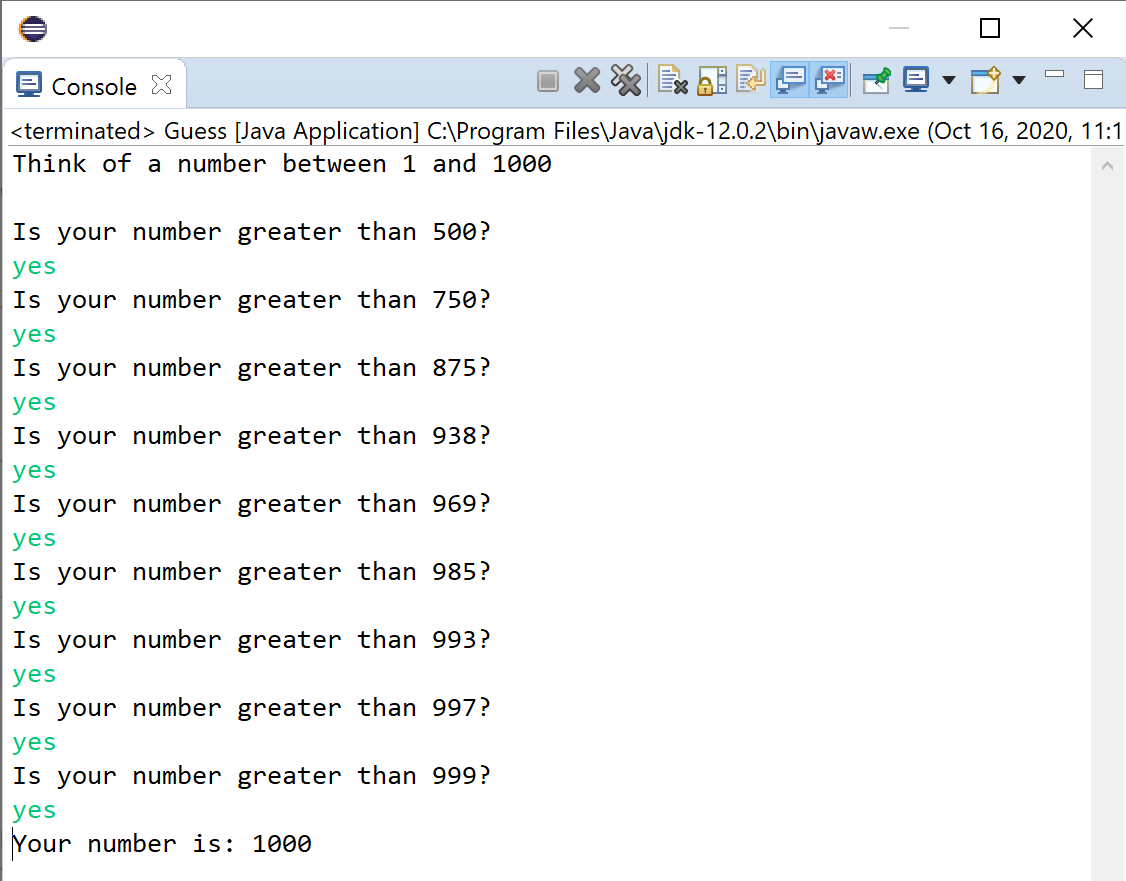 Console
<terminated> Guess [Java Application] C:\Program Files\Java\jdk-12.0.2\bin\javaw.exe (Oct 16, 2020, 11:1
Think of a number between 1 and 1000
Is your number greater than 500?
yes
Is your number greater than 750?
yes
Is your number greater than 875?
yes
Is your number greater than 938?
yes
Is your number greater than 969?
yes
Is your number greater than 985?
yes
Is your number greater than 993?
yes
Is your number greater than 997?
yes
Is your number greater than 999?
yes
Your number is: 1000